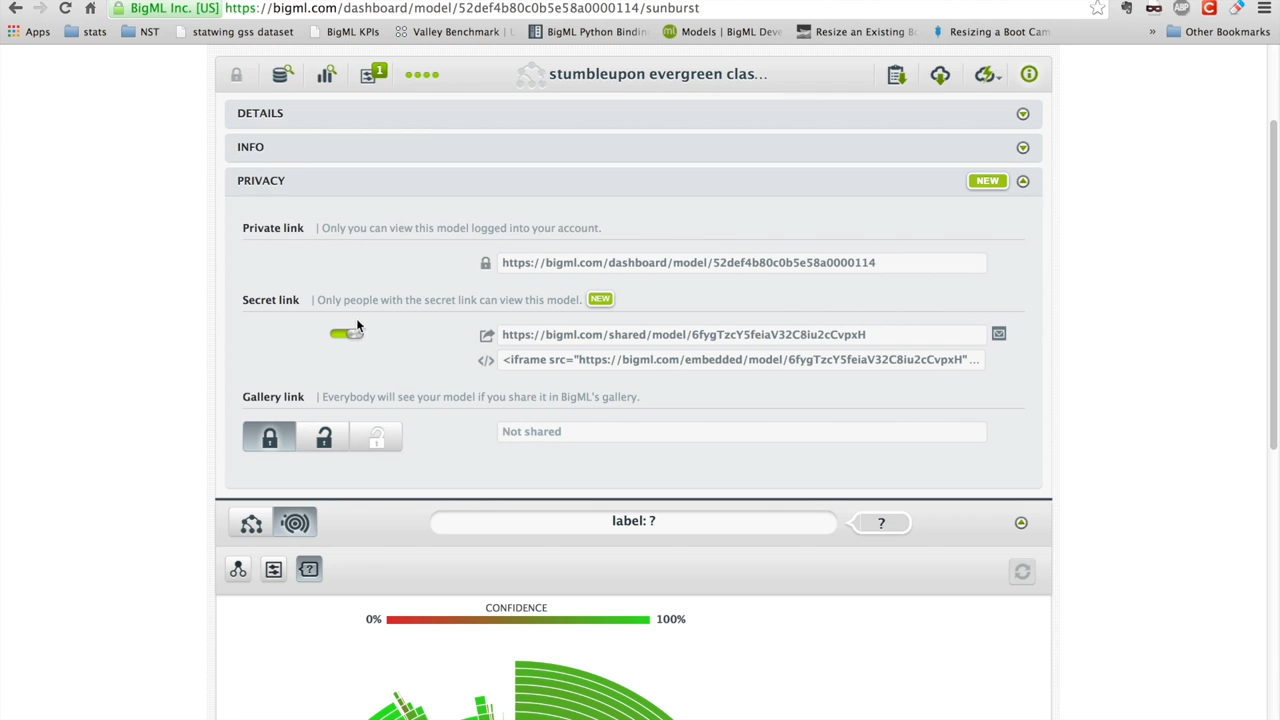 BigML Inc. [US] https://bigml.com/dashboard/model/52def4b80c0b5e58a0000114/sunburst
Apps stats NST statwing gss dataset BigML KPIs Valley Benchmark BigML Python Bindin Models | BigML Deve Resize an Existing Bo Resizing a Boot Cam » Other Bookmarks
1 stumbleupon evergreen clas...
DETAILS
INFO
PRIVACY NEW
Private link | Only you can view this model logged into your account.
https://bigml.com/dashboard/model/52def4b80c0b5e58a0000114
Secret link | Only people with the secret link can view this model. NEW
https://bigml.com/shared/model/6fygTzcY5feiaV32C8iu2cCvpxH
<iframe src="https://bigml.com/embedded/model/6fygTzcY5feiaV32C8iu2cCvpxH" ...
Gallery link | Everybody will see your model if you share it in BigML's gallery.
Not shared
label: ? ?
CONFIDENCE
0% 100%